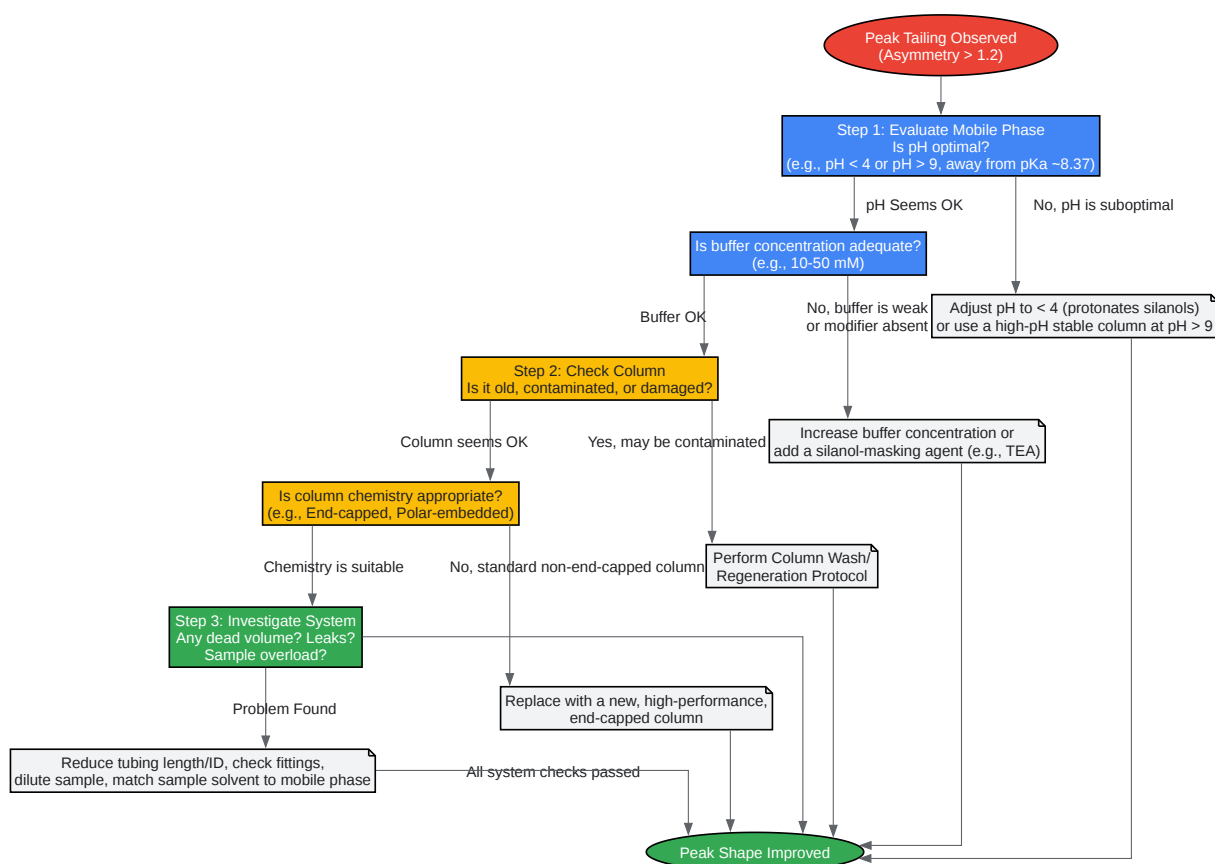 Peak Tailing Observed
(Asymmetry > 1.2)
Step 1: Evaluate Mobile Phase
Is pH optimal?
(e.g., pH < 4 or pH > 9, away from pKa ~8.37)
pH Seems OK
No, pH is suboptimal
Is buffer concentration adequate?
(e.g., 10-50 mM)
Adjust pH to < 4 (protonates silanols)
or use a high-pH stable column at pH > 9
Buffer OK
No, buffer is weak
or modifier absent
Step 2: Check Column
Is it old, contaminated, or damaged?
Column seems OK
Yes, may be contaminated
Increase buffer concentration or
add a silanol-masking agent (e.g., TEA)
Is column chemistry appropriate?
(e.g., End-capped, Polar-embedded)
Chemistry is suitable
No, standard non-end-capped column
Perform Column Wash/
Regeneration Protocol
Step 3: Investigate System
Any dead volume? Leaks?
Sample overload?
Problem Found
Replace with a new, high-performance,
end-capped column
Reduce tubing length/ID, check fittings,
dilute sample, match sample solvent to mobile phase
All system checks passed
Peak Shape Improved